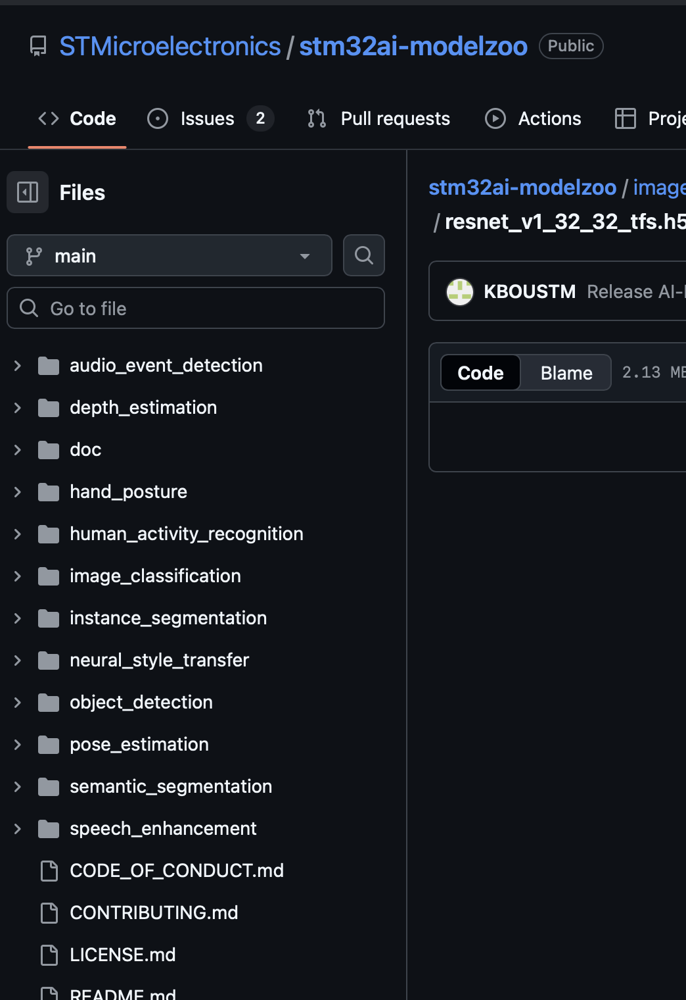 STMicroelectronics / stm32ai-modelzoo Public
Code Issues 2 Pull requests Actions Proje
Files
main
Go to file
audio_event_detection
depth_estimation
doc
hand_posture
human_activity_recognition
image_classification
instance_segmentation
neural_style_transfer
object_detection
pose_estimation
semantic_segmentation
speech_enhancement
CODE_OF_CONDUCT.md
CONTRIBUTING.md
LICENSE.md
README.md
stm32ai-modelzoo / image
/ resnet_v1_32_32_tfs.h5
KBOUSTM Release AI-
Code Blame 2.13 MB